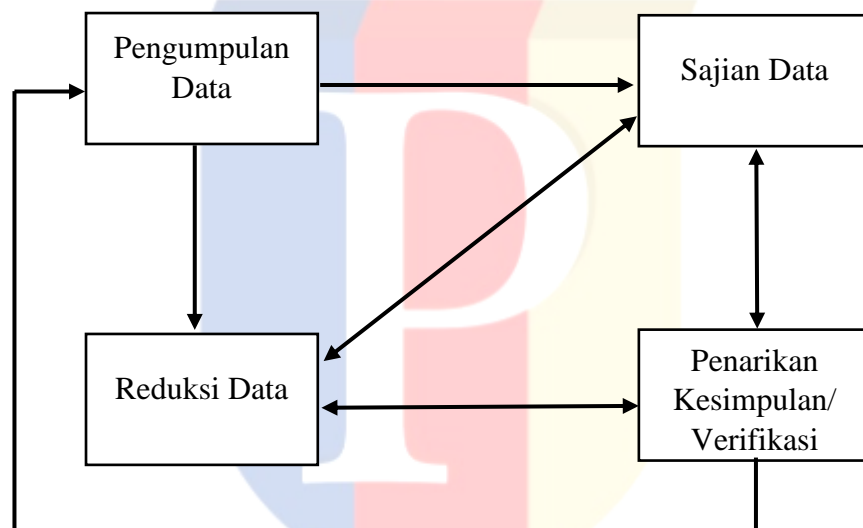 Pengumpulan
Data
Sajian Data
Reduksi Data
Penarikan
Kesimpulan/
Verifikasi
P